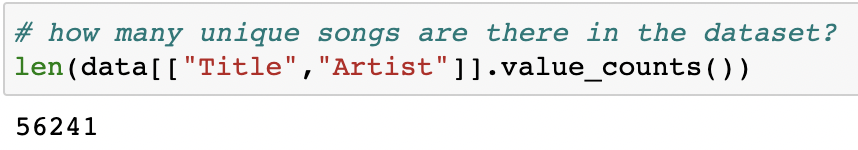 # how many unique songs are there in the dataset?
len(data[["Title","Artist"]].value_counts())
56241